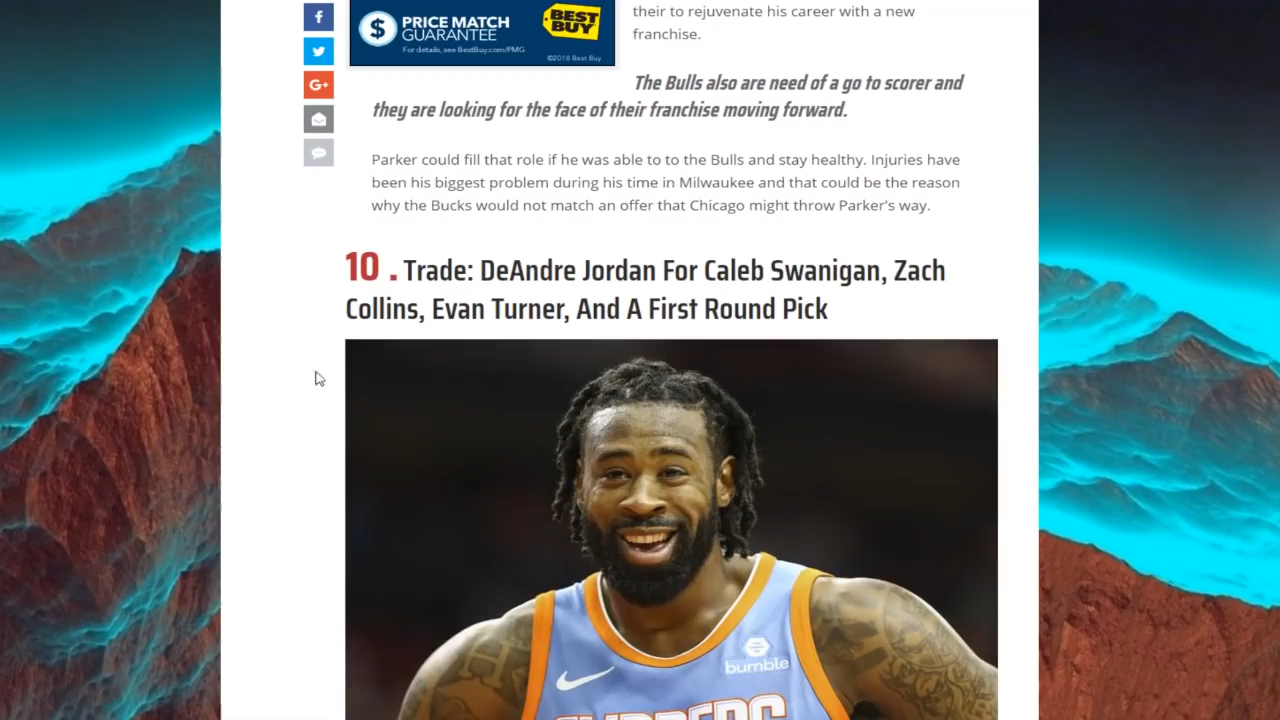 f
G+
$
PRICE MATCH
GUARANTEE
For details, see BestBuy.com/PMG
BEST
BUY
©2018 Best Buy
their to rejuvenate his career with a new
franchise.
The Bulls also are need of a go to scorer and
they are looking for the face of their franchise moving forward.
Parker could fill that role if he was able to to the Bulls and stay healthy. Injuries have
been his biggest problem during his time in Milwaukee and that could be the reason
why the Bucks would not match an offer that Chicago might throw Parker's way.
10 . Trade: DeAndre Jordan For Caleb Swanigan, Zach
Collins, Evan Turner, And A First Round Pick
bumble
CLIPPERS